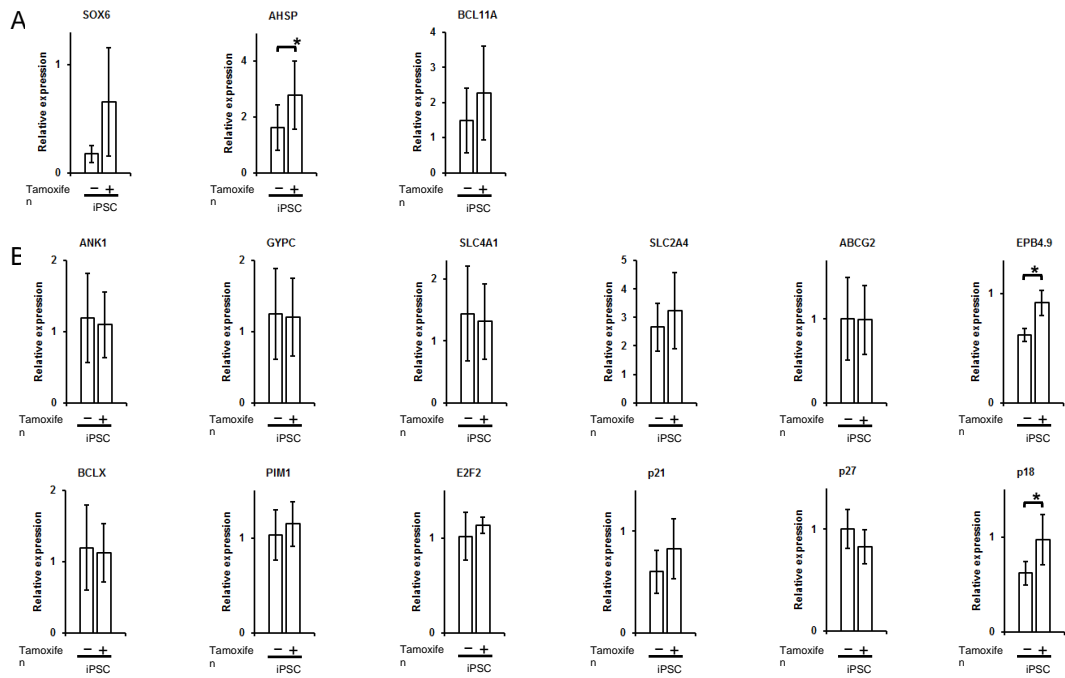 A
SOX6 AHSP BCL11A
Relative expression Relative expression Relative expression
1 4 4
3
2 2
* 1
0 0 0
Tamoxife − + Tamoxife − + Tamoxife − +
n iPSC n iPSC n iPSC
ANK1 GYPC SLC4A1 SLC2A4 ABCG2 EPB4.9
Relative expression Relative expression Relative expression Relative expression Relative expression Relative expression
2 2 2 5 1 1
1 1 1 4 0 0
0 0 0 3 *
2
1
0
Tamoxife − + Tamoxife − + Tamoxife − + Tamoxife − + Tamoxife − + Tamoxife − +
n iPSC n iPSC n iPSC n iPSC n iPSC n iPSC
BCLX PIM1 E2F2 p21 p27 p18
Relative expression Relative expression Relative expression Relative expression Relative expression Relative expression
2 1 1 1 1 1
1 0 0 0 0 0
0 *
Tamoxife − + Tamoxife − + Tamoxife − + Tamoxife − + Tamoxife − + Tamoxife − +
n iPSC n iPSC n iPSC n iPSC n iPSC n iPSC